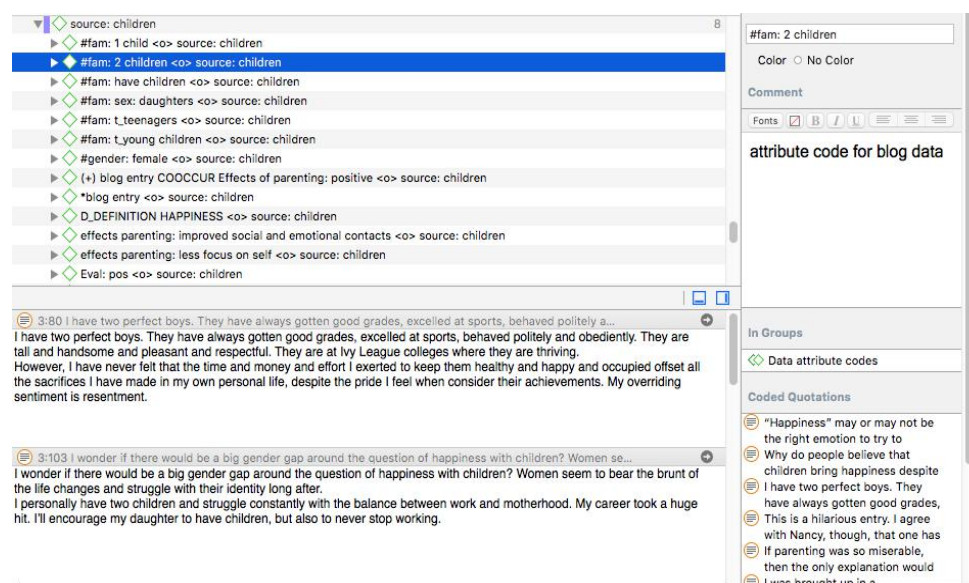 source: children 8
#fam: 1 child <o> source: children
#fam: 2 children <o> source: children
#fam: have children <o> source: children
#fam: sex: daughters <o> source: children
#fam: t_teenagers <o> source: children
#fam: t_young children <o> source: children
#gender: female <o> source: children
(+) blog entry COOCCUR Effects of parenting: positive <o> source: children
*blog entry <o> source: children
D_DEFINITION HAPPINESS <o> source: children
effects parenting: improved social and emotional contacts <o> source: children
effects parenting: less focus on self <o> source: children
Eval: pos <o> source: children
3:80 I have two perfect boys. They have always gotten good grades, excelled at sports, behaved politely a...
I have two perfect boys. They have always gotten good grades, excelled at sports, behaved politely and obediently. They are
tall and handsome and pleasant and respectful. They are at Ivy League colleges where they are thriving.
However, I have never felt that the time and money and effort I exerted to keep them healthy and happy and occupied offset all
the sacrifices I have made in my own personal life, despite the pride I feel when consider their achievements. My overriding
sentiment is resentment.
3:103 I wonder if there would be a big gender gap around the question of happiness with children? Women se...
I wonder if there would be a big gender gap around the question of happiness with children? Women seem to bear the brunt of
the life changes and struggle with their identity long after.
I personally have two children and struggle constantly with the balance between work and motherhood. My career took a huge
hit. I'll encourage my daughter to have children, but also to never stop working.
#fam: 2 children
Color No Color
Comment
Fonts B I U
attribute code for blog data
In Groups
Data attribute codes
Coded Quotations
“Happiness” may or may not be
the right emotion to try to
Why do people believe that
children bring happiness despite
I have two perfect boys. They
have always gotten good grades,
This is a hilarious entry. I agree
with Nancy, though, that one has
If parenting was so miserable,
then the only explanation would
I was brought up in a